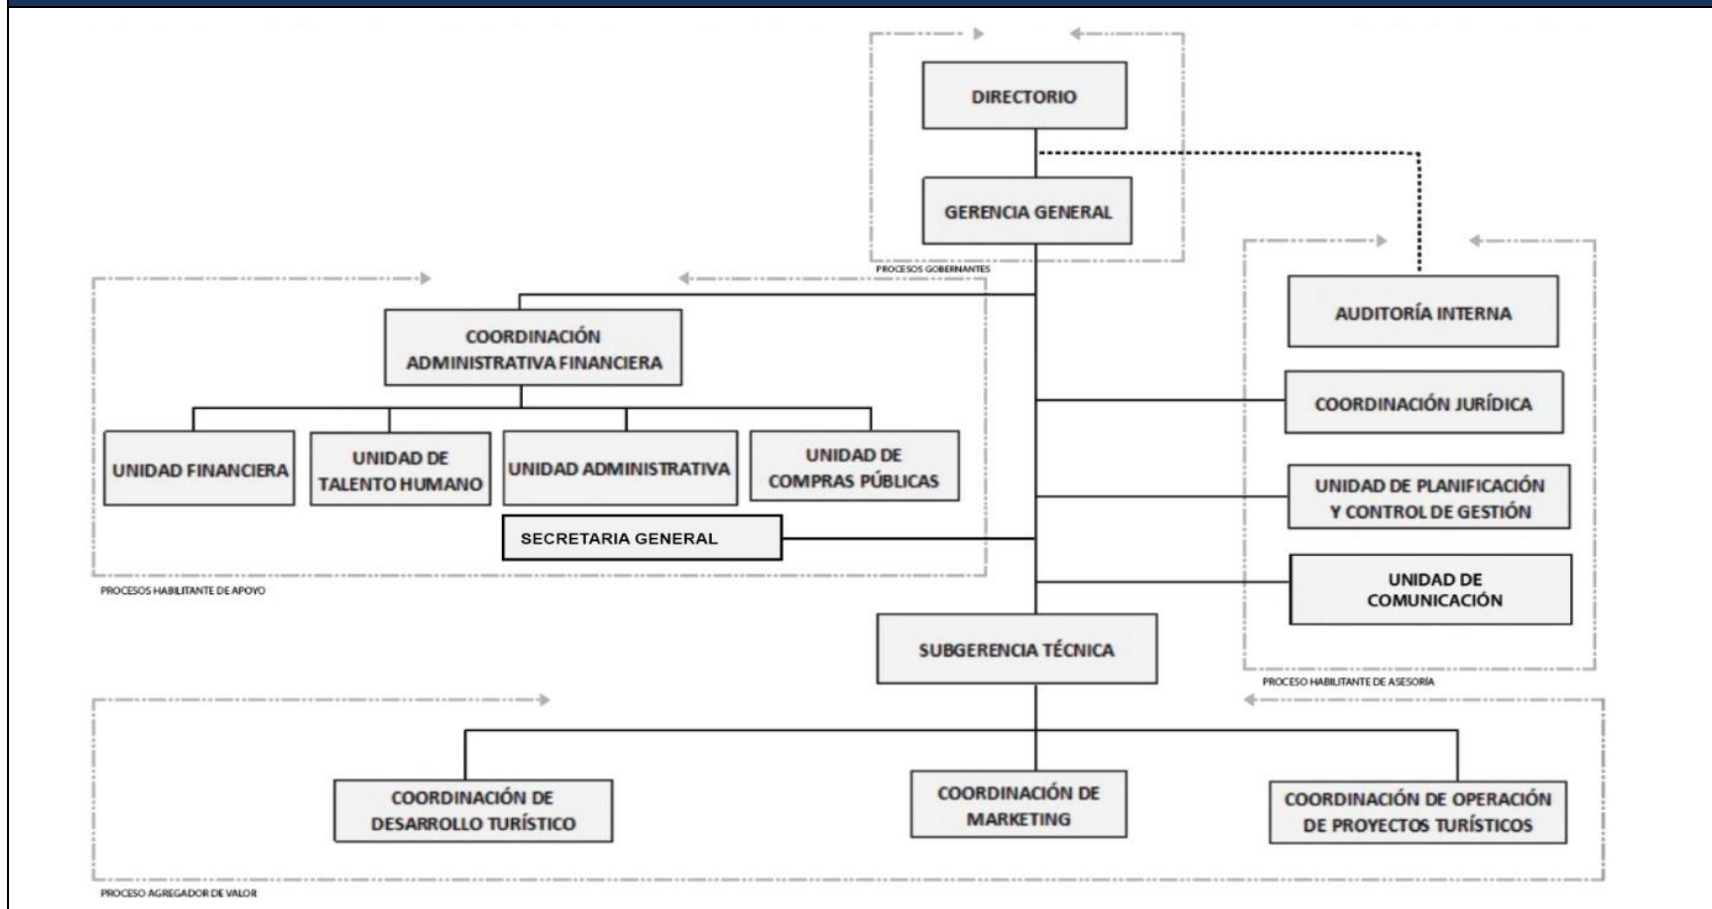 DIRECTORIO
GERENCIA GENERAL
PROCESOS GOBERNANTES
AUDITORÍA INTERNA
COORDINACIÓN
ADMINISTRATIVA FINANCIERA
COORDINACIÓN JURÍDICA
UNIDAD FINANCIERA
UNIDAD DE
TALENTO HUMANO
UNIDAD ADMINISTRATIVA
UNIDAD DE
COMPRAS PÚBLICAS
UNIDAD DE PLANIFICACIÓN
Y CONTROL DE GESTIÓN
SECRETARIA GENERAL
UNIDAD DE
COMUNICACIÓN
PROCESOS HABILITANTE DE APOYO
SUBGERENCIA TÉCNICA
PROCESO HABILITANTE DE ASESORÍA
COORDINACIÓN DE
DESARROLLO TURÍSTICO
COORDINACIÓN DE
MARKETING
COORDINACIÓN DE OPERACIÓN
DE PROYECTOS TURÍSTICOS
PROCESO AGREGADOR DE VALOR